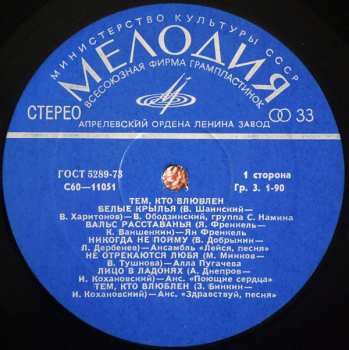 МИНИСТЕРСТВО КУЛЬТУРЫ СССР
МЕЛОДИЯ
ВСЕСОЮЗНАЯ ФИРМА ГРАМПЛАСТИНОК
СТЕРЕО
33
АПРЕЛЕВСКИЙ ОРДЕНА ЛЕНИНА ЗАВОД
ГОСТ 5289-73
1 сторона
С60—11051
Гр. 3. 1-90
ТЕМ, КТО ВЛЮБЛЕН
БЕЛЫЕ КРЫЛЬЯ (В. Шаинский—
В. Харитонов)— В. Ободзинский, группа С. Намина
ВАЛЬС РАССТАВАНЬЯ (Я. Френкель—
К. Ваншенкин)— Ян Френкель
НИКОГДА НЕ ПОЙМУ (В. Добрынин—
Л. Дербенев)—Ансамбль «Лейся, песня»
НЕ ОТРЕКАЮТСЯ ЛЮБЯ (М. Минков—
В. Тушнова)—Алла Пугачева
ЛИЦО В ЛАДОНЯХ (А. Днепров—
И. Кохановский)—Анс. «Поющие сердца»
ТЕМ, КТО ВЛЮБЛЕН (З. Бинкин—
И. Кохановский)— Анс. «Здравствуй, песня»